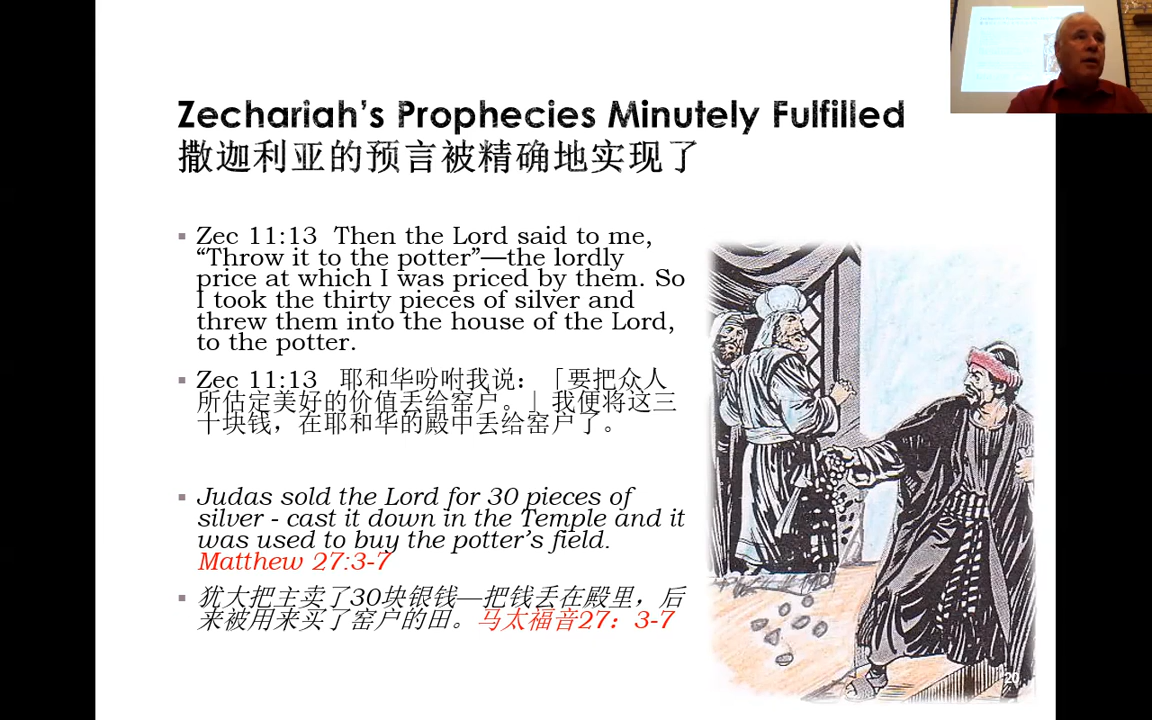 Zechariah's Prophecies Minutely Fulfilled
撒迦利亚的预言被精确地实现了
Zec 11:13  Then the Lord said to me,
“Throw it to the potter”—the lordly
price at which I was priced by them. So
I took the thirty pieces of silver and
threw them into the house of the Lord,
to the potter.
Zec 11:13  耶和华吩咐我说：「要把众人
所估定美好的价值丢给窑户。」我便将这三
十块钱，在耶和华的殿中丢给窑户了。
Judas sold the Lord for 30 pieces of
silver - cast it down in the Temple and it
was used to buy the potter's field.
Matthew 27:3-7
犹大把主卖了30块银钱—把钱丢在殿里，后
来被用来买了窑户的田。马太福音27：3-7
20